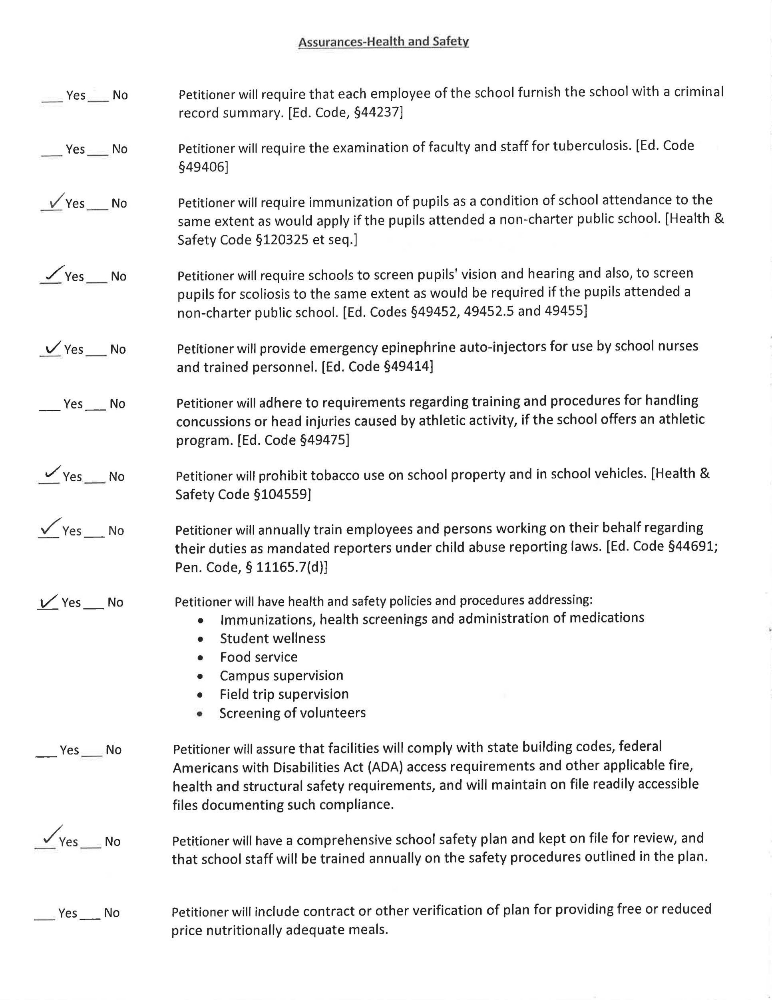 Assurances-Health and Safety
___ Yes ___ No Petitioner will require that each employee of the school furnish the school with a criminal
record summary. [Ed. Code, §44237]
___ Yes ___ No Petitioner will require the examination of faculty and staff for tuberculosis. [Ed. Code
§49406]
✓ Yes ___ No Petitioner will require immunization of pupils as a condition of school attendance to the
same extent as would apply if the pupils attended a non-charter public school. [Health &
Safety Code §120325 et seq.]
✓ Yes ___ No Petitioner will require schools to screen pupils' vision and hearing and also, to screen
pupils for scoliosis to the same extent as would be required if the pupils attended a
non-charter public school. [Ed. Codes §49452, 49452.5 and 49455]
✓ Yes ___ No Petitioner will provide emergency epinephrine auto-injectors for use by school nurses
and trained personnel. [Ed. Code §49414]
___ Yes ___ No Petitioner will adhere to requirements regarding training and procedures for handling
concussions or head injuries caused by athletic activity, if the school offers an athletic
program. [Ed. Code §49475]
✓ Yes ___ No Petitioner will prohibit tobacco use on school property and in school vehicles. [Health &
Safety Code §104559]
✓ Yes ___ No Petitioner will annually train employees and persons working on their behalf regarding
their duties as mandated reporters under child abuse reporting laws. [Ed. Code §44691;
Pen. Code, § 11165.7(d)]
✓ Yes ___ No Petitioner will have health and safety policies and procedures addressing:
• Immunizations, health screenings and administration of medications
• Student wellness
• Food service
• Campus supervision
• Field trip supervision
• Screening of volunteers
___ Yes ___ No Petitioner will assure that facilities will comply with state building codes, federal
Americans with Disabilities Act (ADA) access requirements and other applicable fire,
health and structural safety requirements, and will maintain on file readily accessible
files documenting such compliance.
✓ Yes ___ No Petitioner will have a comprehensive school safety plan and kept on file for review, and
that school staff will be trained annually on the safety procedures outlined in the plan.
___ Yes ___ No Petitioner will include contract or other verification of plan for providing free or reduced
price nutritionally adequate meals.